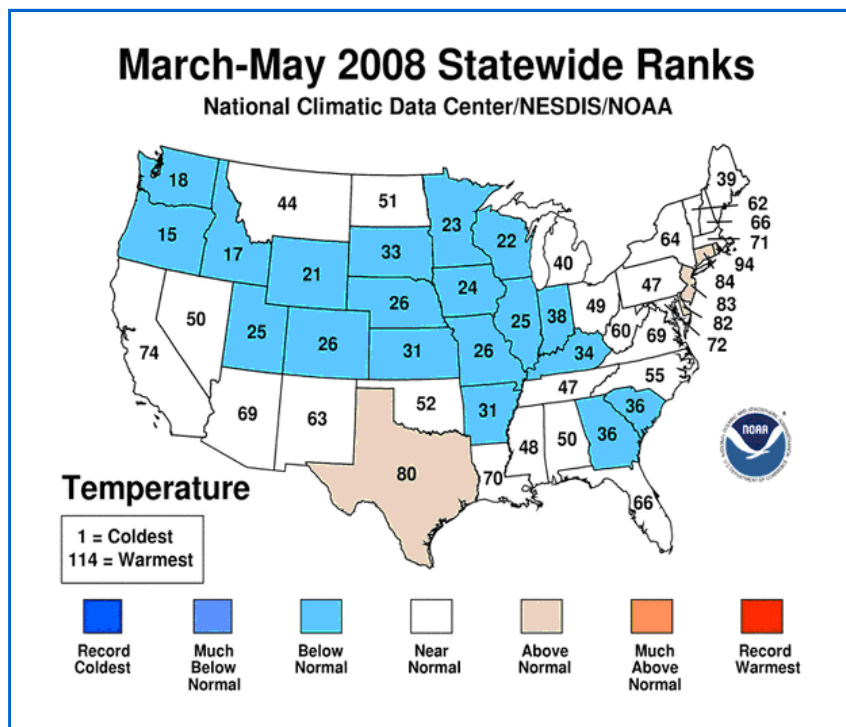 March-May 2008 Statewide Ranks
National Climatic Data Center/NESDIS/NOAA
18
44
51
23
39
62
66
71
94
84
83
82
72
15
17
33
22
64
21
40
24
26
47
50
25
38
49
60
69
74
25
26
31
26
34
55
47
69
63
52
31
36
36
48
50
80
70
66
NOAA
Temperature
1 = Coldest
114 = Warmest
Record
Coldest
Much
Below
Normal
Below
Normal
Near
Normal
Above
Normal
Much
Above
Normal
Record
Warmest